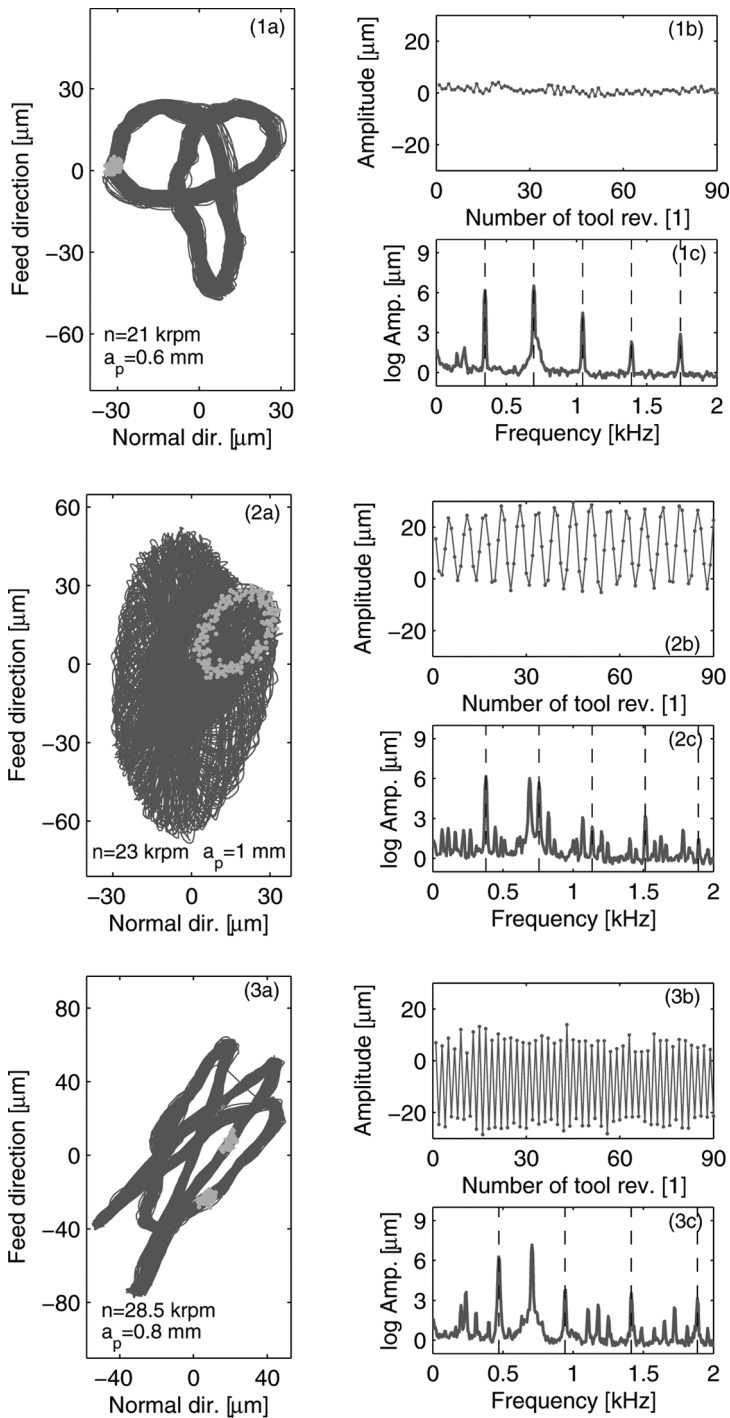 (1a)
Feed direction [μm]
30
0
−30
−60
n=21 krpm
a_p=0.6 mm
−30 0 30
Normal dir. [μm]
(1b)
Amplitude [μm]
20
0
−20
0 30 60 90
Number of tool rev. [1]
(1c)
log Amp. [μm]
9
6
3
0
0 0.5 1 1.5 2
Frequency [kHz]
(2a)
Feed direction [μm]
60
30
0
−30
−60
n=23 krpm a_p=1 mm
−30 0 30
Normal dir. [μm]
(2b)
Amplitude [μm]
20
0
−20
0 30 60 90
Number of tool rev. [1]
(2c)
log Amp. [μm]
9
6
3
0
0 0.5 1 1.5 2
Frequency [kHz]
(3a)
Feed direction [μm]
80
40
0
−40
−80
n=28.5 krpm
a_p=0.8 mm
−40 0 40
Normal dir. [μm]
(3b)
Amplitude [μm]
20
0
−20
0 30 60 90
Number of tool rev. [1]
(3c)
log Amp. [μm]
9
6
3
0
0 0.5 1 1.5 2
Frequency [kHz]